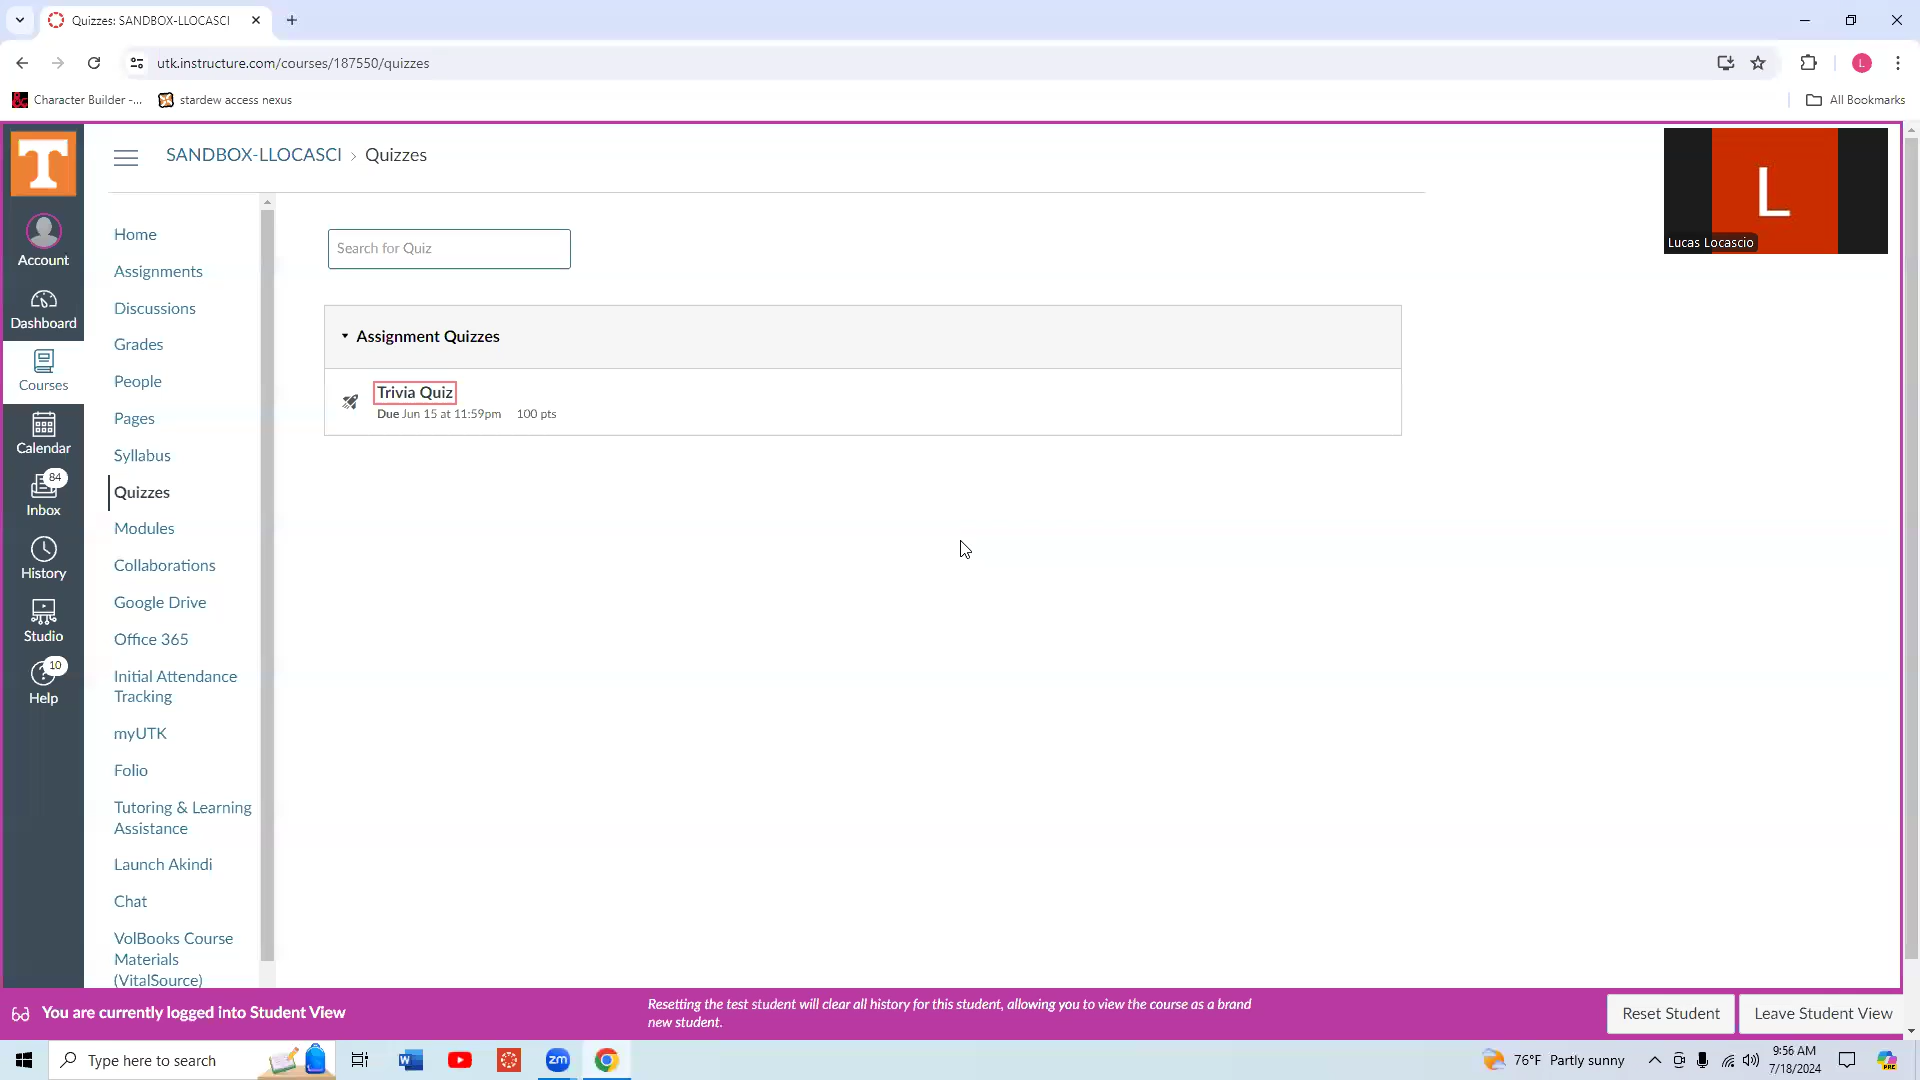 Quizzes: SANDBOX-LLOCASCI
utk.instructure.com/courses/187550/quizzes
L
Character Builder -...
stardew access nexus
All Bookmarks
T
SANDBOX-LLOCASCI › Quizzes
L
Lucas Locascio
Account
Dashboard
Courses
Calendar
84
Inbox
History
Studio
10
Help
Home
Assignments
Discussions
Grades
People
Pages
Syllabus
Quizzes
Modules
Collaborations
Google Drive
Office 365
Initial Attendance
Tracking
myUTK
Folio
Tutoring & Learning
Assistance
Launch Akindi
Chat
VolBooks Course
Materials
(VitalSource)
Search for Quiz
Assignment Quizzes
Trivia Quiz
Due Jun 15 at 11:59pm 100 pts
You are currently logged into Student View
Resetting the test student will clear all history for this student, allowing you to view the course as a brand
new student.
Reset Student
Leave Student View
Type here to search
W
zm
76°F Partly sunny
9:56 AM
7/18/2024
PRE